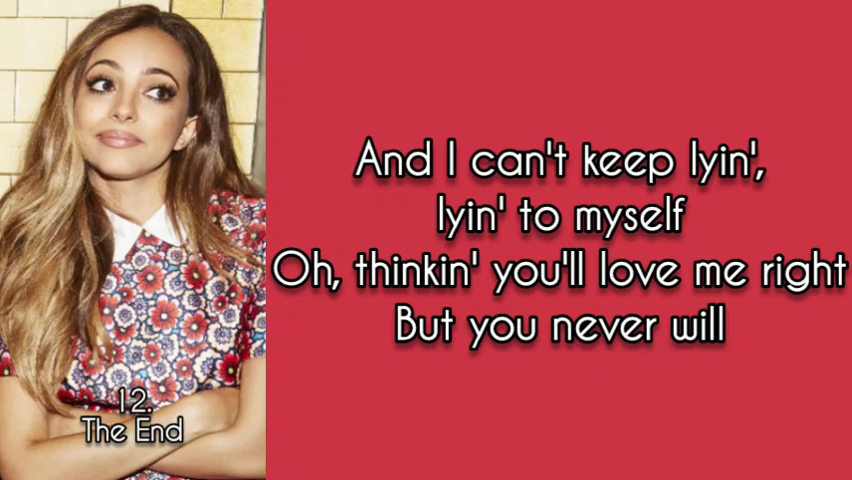 And I can't keep lyin',
lyin' to myself
Oh, thinkin' you'll love me right
But you never will
12.
The End